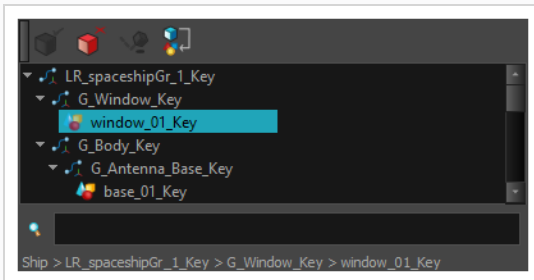 LR_spaceshipGr_1_Key
G_Window_Key
window_01_Key
G_Body_Key
G_Antenna_Base_Key
base_01_Key
Ship > LR_spaceshipGr_1_Key > G_Window_Key > window_01_Key